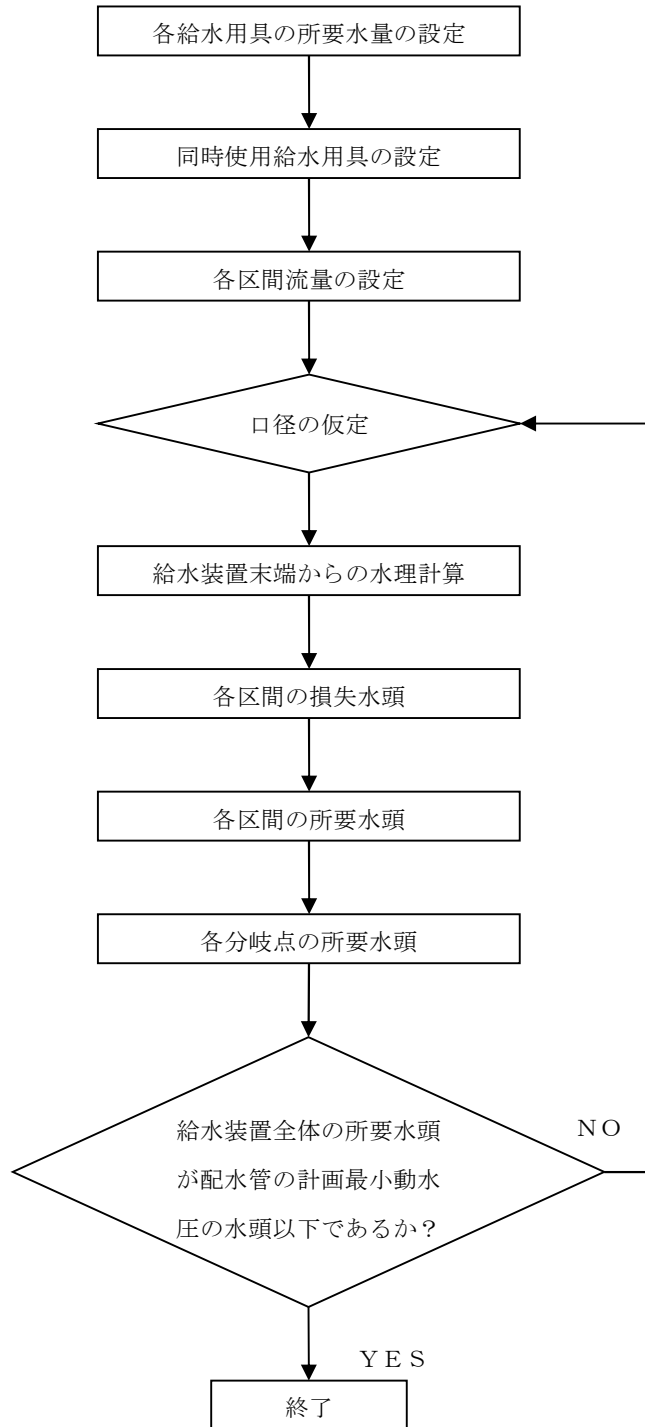 各給水用具の所要水量の設定
同時使用給水用具の設定
各区間流量の設定
口径の仮定
給水装置末端からの水理計算
各区間の損失水頭
各区間の所要水頭
各分岐点の所要水頭
給水装置全体の所要水頭
が配水管の計画最小動水
圧の水頭以下であるか？
ＮＯ
ＹＥＳ
終了